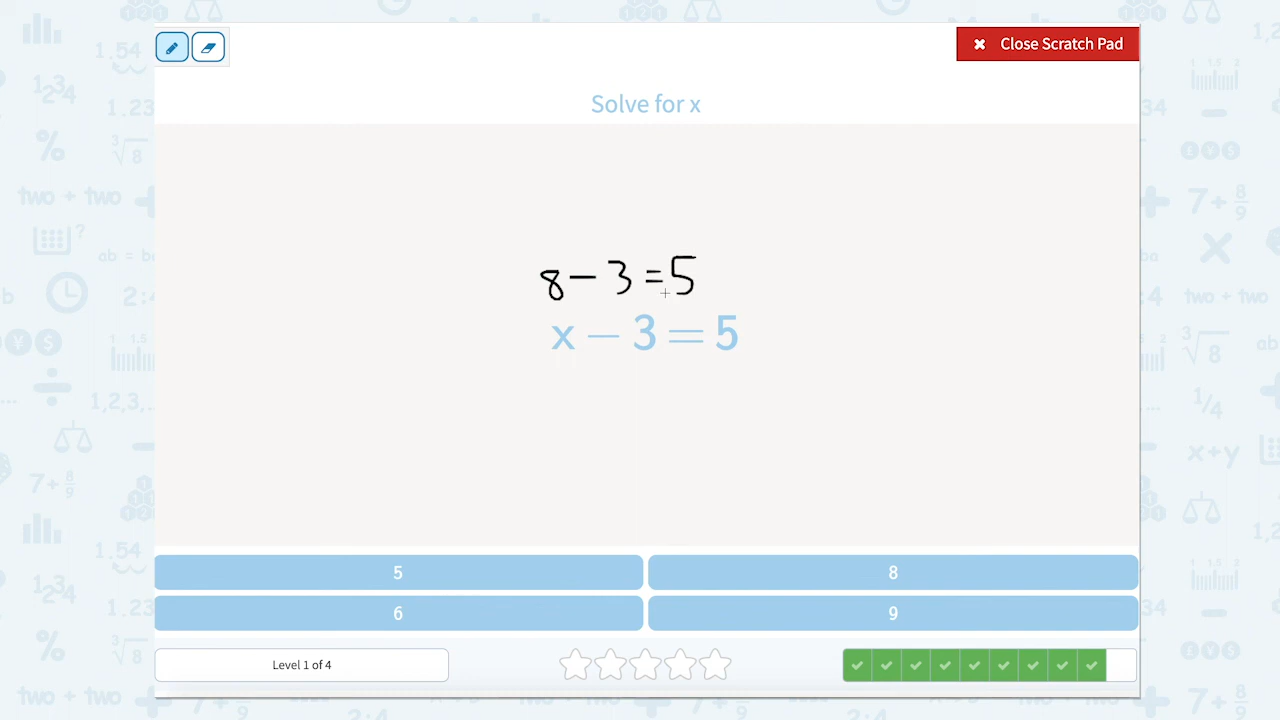 Close Scratch Pad
Solve for x
8 − 3 = 5
x − 3 = 5
5
8
6
9
Level 1 of 4